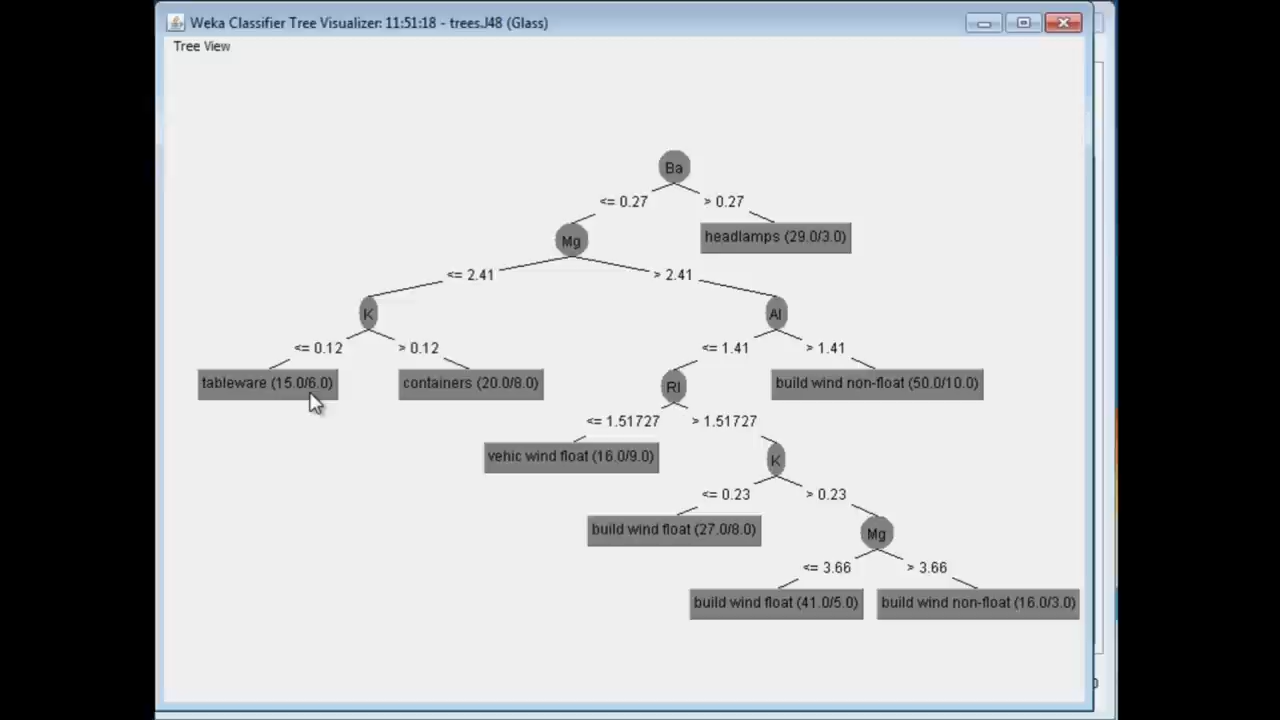 Weka Classifier Tree Visualizer: 11:51:18 - trees.J48 (Glass)
Tree View
Ba
<= 0.27 > 0.27
Mg headlamps (29.0/3.0)
<= 2.41 > 2.41
K Al
<= 0.12 > 0.12 <= 1.41 > 1.41
tableware (15.0/6.0) containers (20.0/8.0) RI build wind non-float (50.0/10.0)
<= 1.51727 > 1.51727
vehic wind float (16.0/9.0) K
<= 0.23 > 0.23
build wind float (27.0/8.0) Mg
<= 3.66 > 3.66
build wind float (41.0/5.0) build wind non-float (16.0/3.0)